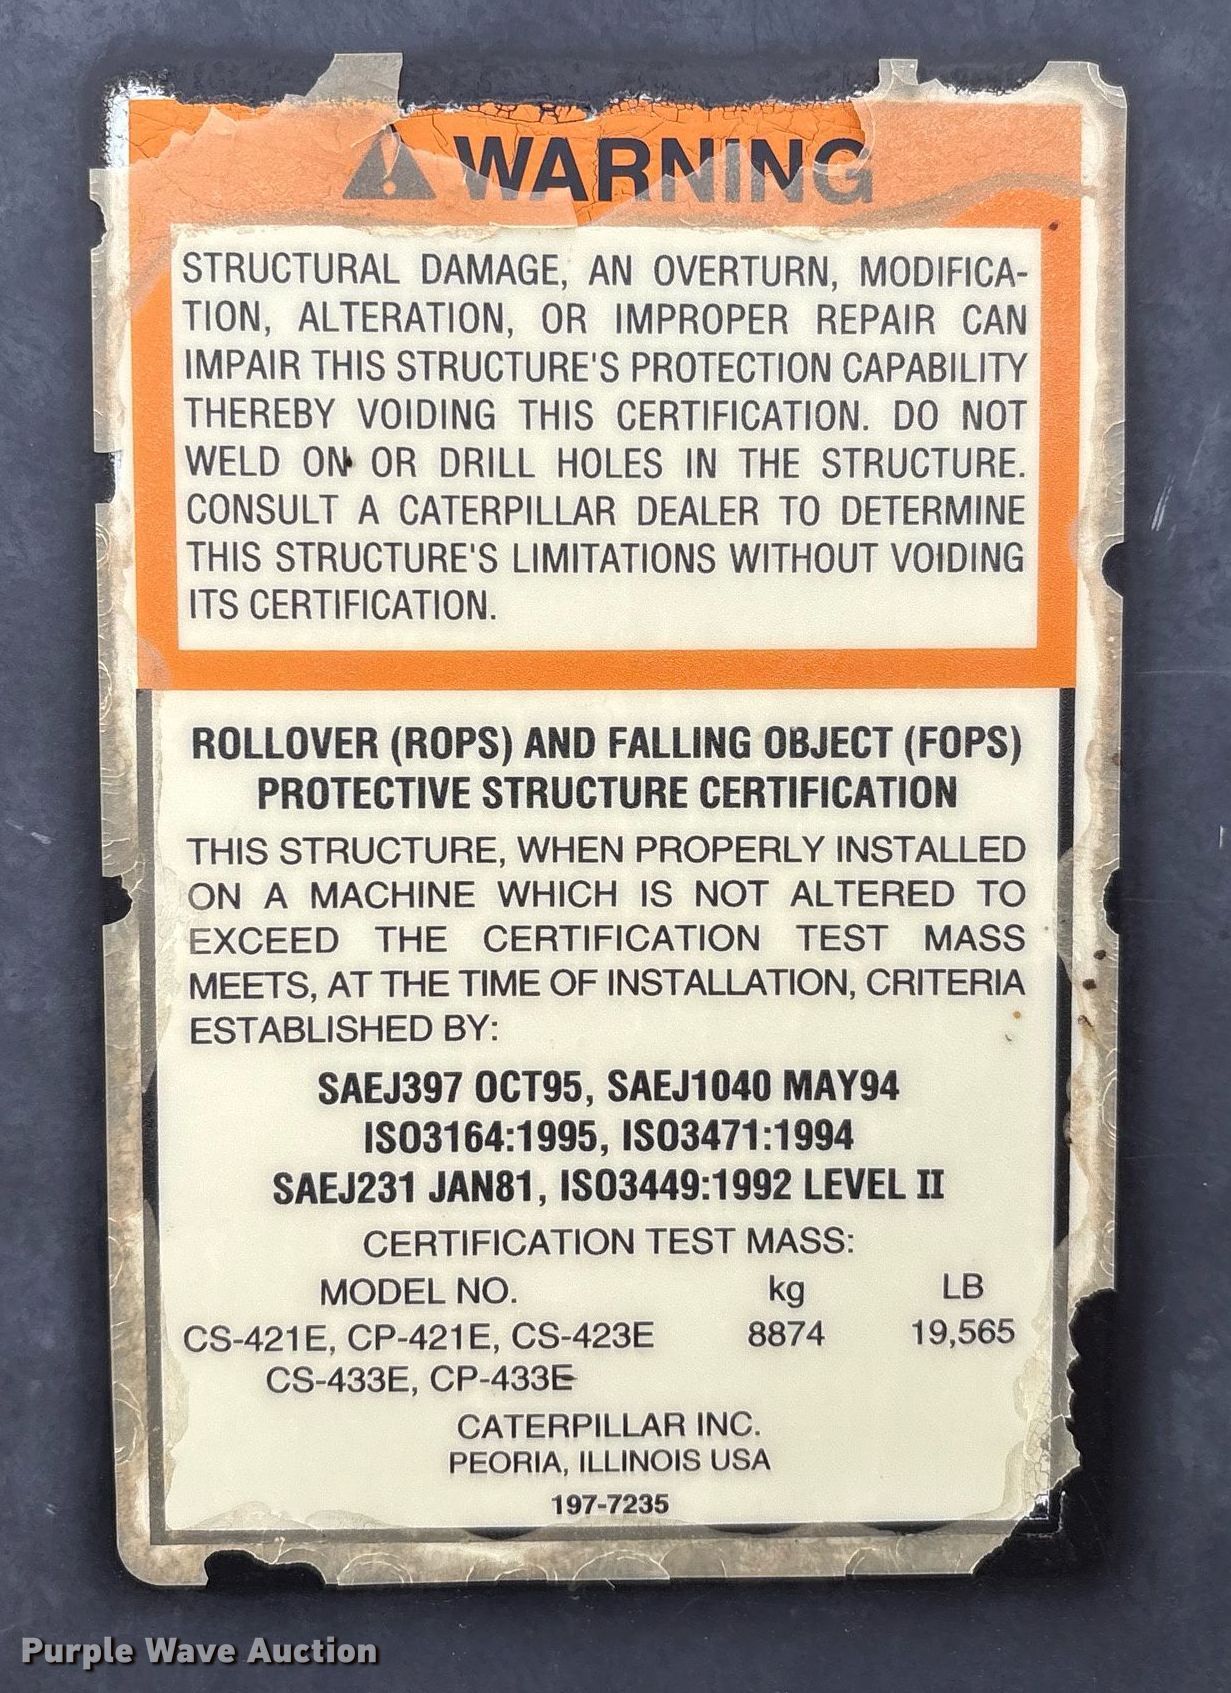 WARNING
STRUCTURAL DAMAGE, AN OVERTURN, MODIFICA-
TION, ALTERATION, OR IMPROPER REPAIR CAN
IMPAIR THIS STRUCTURE'S PROTECTION CAPABILITY
THEREBY VOIDING THIS CERTIFICATION. DO NOT
WELD ON OR DRILL HOLES IN THE STRUCTURE.
CONSULT A CATERPILLAR DEALER TO DETERMINE
THIS STRUCTURE'S LIMITATIONS WITHOUT VOIDING
ITS CERTIFICATION.
ROLLOVER (ROPS) AND FALLING OBJECT (FOPS)
PROTECTIVE STRUCTURE CERTIFICATION
THIS STRUCTURE, WHEN PROPERLY INSTALLED
ON A MACHINE WHICH IS NOT ALTERED TO
EXCEED THE CERTIFICATION TEST MASS
MEETS, AT THE TIME OF INSTALLATION, CRITERIA
ESTABLISHED BY:
SAEJ397 OCT95, SAEJ1040 MAY94
ISO3164:1995, ISO3471:1994
SAEJ231 JAN81, ISO3449:1992 LEVEL II
CERTIFICATION TEST MASS:
MODEL NO. kg LB
CS-421E, CP-421E, CS-423E 8874 19,565
CS-433E, CP-433E
CATERPILLAR INC.
PEORIA, ILLINOIS USA
197-7235
Purple Wave Auction